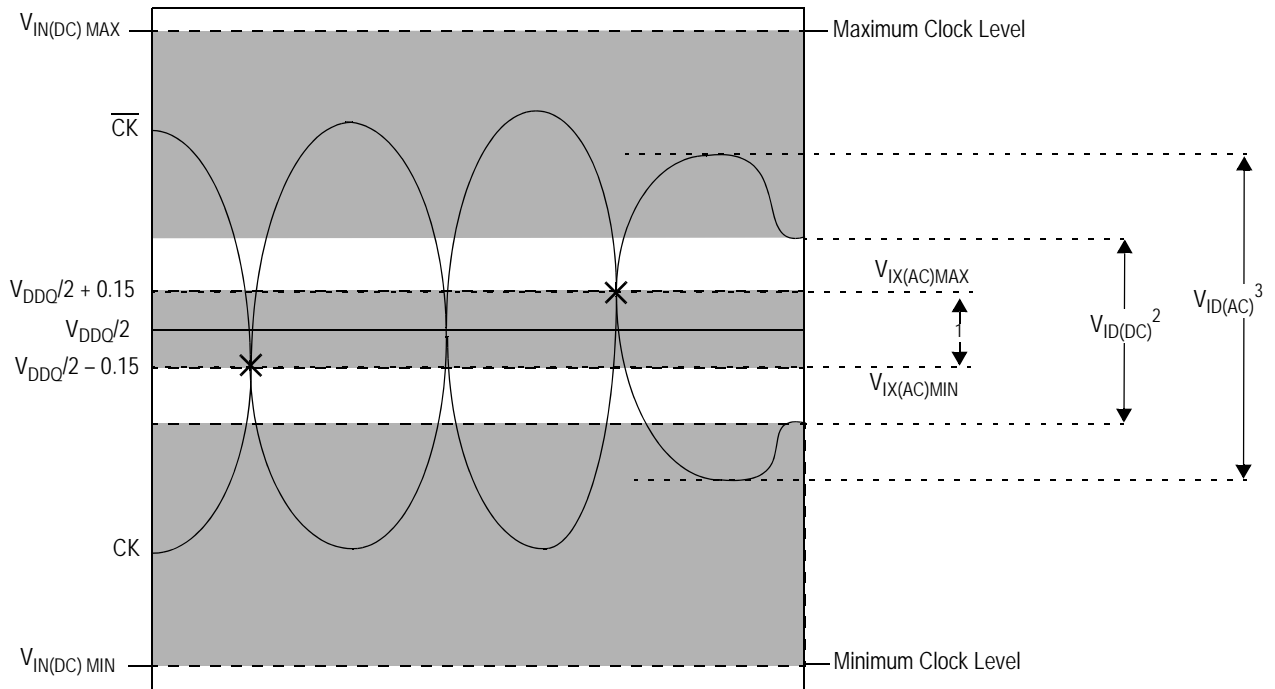 V_IN(DC) MAX
Maximum Clock Level
C̅K̅
V_DDQ/2 + 0.15
V_IX(AC)MAX
V_ID(AC)^3
V_DDQ/2
1
V_ID(DC)^2
V_DDQ/2 – 0.15
V_IX(AC)MIN
CK
V_IN(DC) MIN
Minimum Clock Level